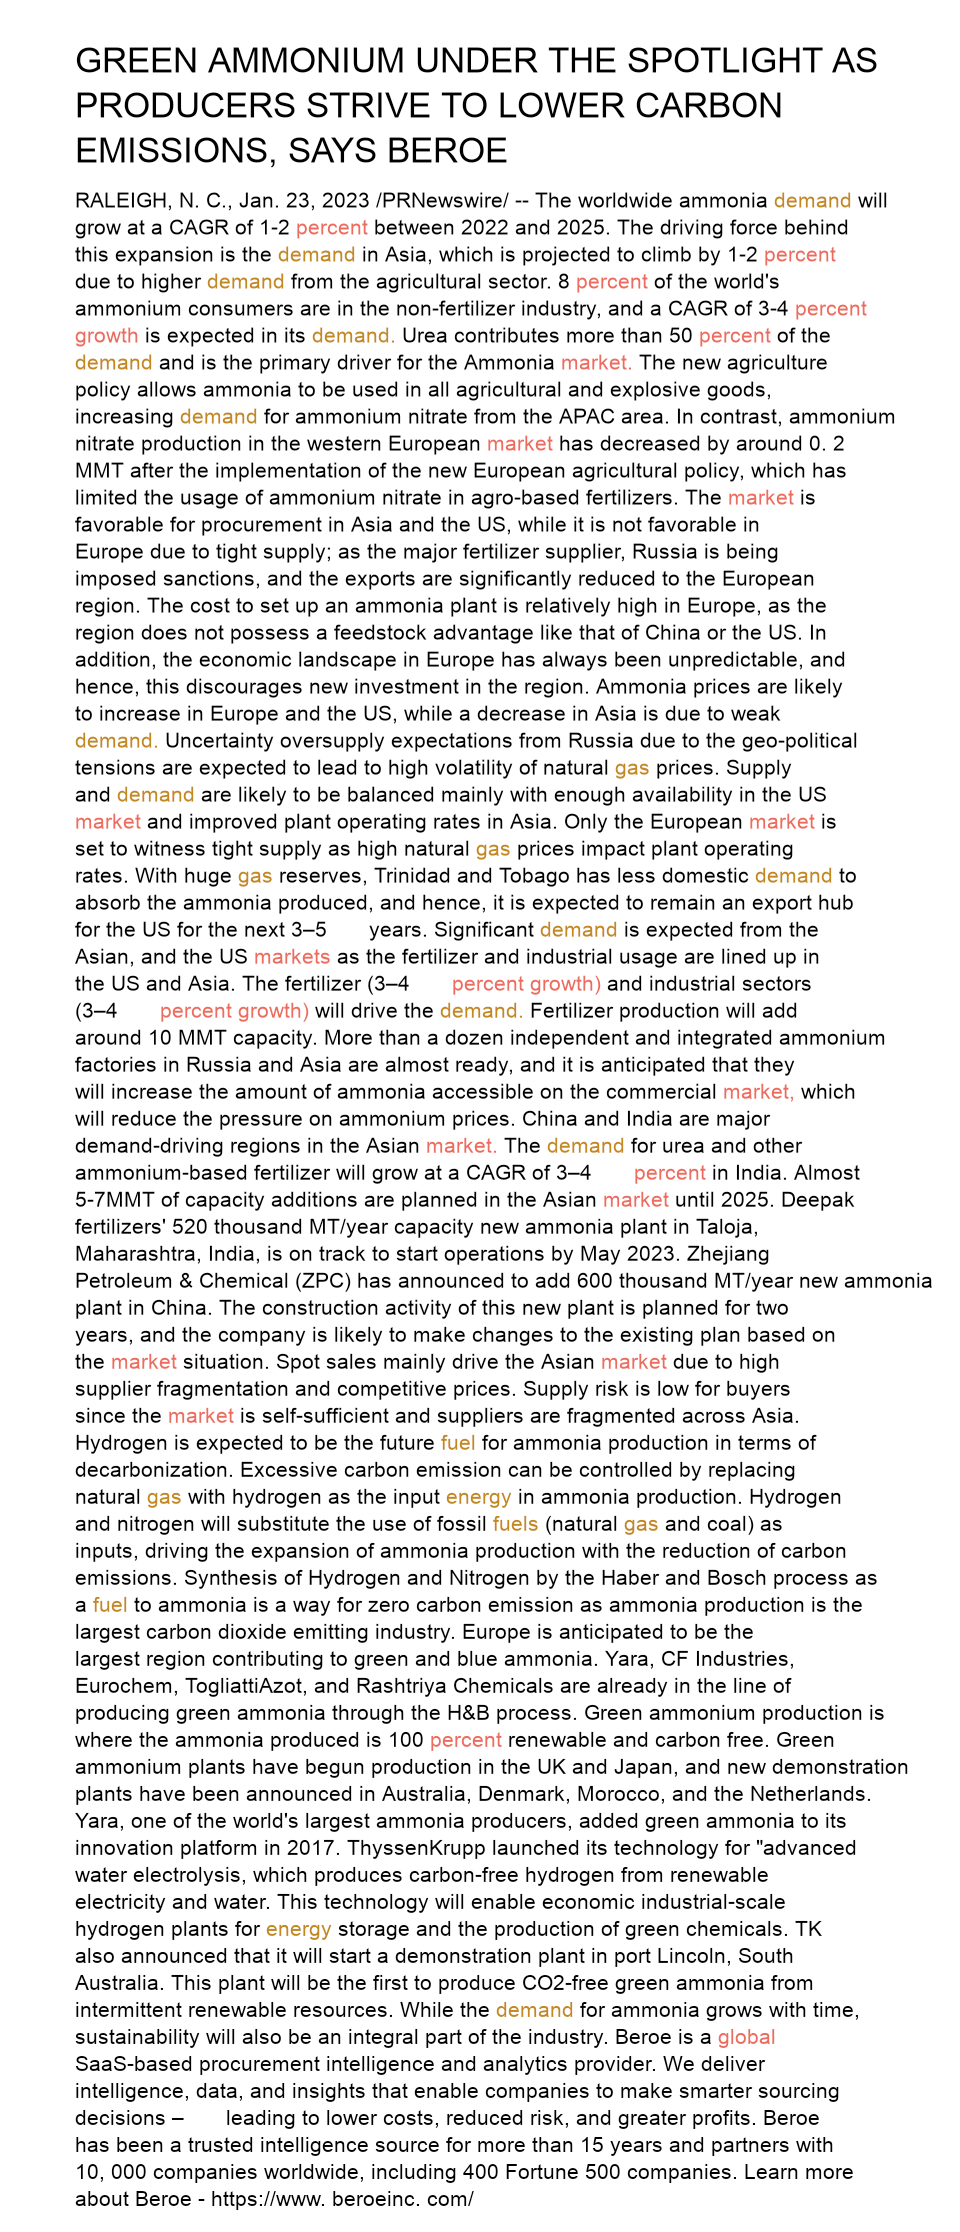 GREEN AMMONIUM UNDER THE SPOTLIGHT AS
PRODUCERS STRIVE TO LOWER CARBON
EMISSIONS, SAYS BEROE
RALEIGH, N. C., Jan. 23, 2023 /PRNewswire/ -- The worldwide ammonia demand will
grow at a CAGR of 1-2 percent between 2022 and 2025. The driving force behind
this expansion is the demand in Asia, which is projected to climb by 1-2 percent
due to higher demand from the agricultural sector. 8 percent of the world's
ammonium consumers are in the non-fertilizer industry, and a CAGR of 3-4 percent
growth is expected in its demand. Urea contributes more than 50 percent of the
demand and is the primary driver for the Ammonia market. The new agriculture
policy allows ammonia to be used in all agricultural and explosive goods,
increasing demand for ammonium nitrate from the APAC area. In contrast, ammonium
nitrate production in the western European market has decreased by around 0. 2
MMT after the implementation of the new European agricultural policy, which has
limited the usage of ammonium nitrate in agro-based fertilizers. The market is
favorable for procurement in Asia and the US, while it is not favorable in
Europe due to tight supply; as the major fertilizer supplier, Russia is being
imposed sanctions, and the exports are significantly reduced to the European
region. The cost to set up an ammonia plant is relatively high in Europe, as the
region does not possess a feedstock advantage like that of China or the US. In
addition, the economic landscape in Europe has always been unpredictable, and
hence, this discourages new investment in the region. Ammonia prices are likely
to increase in Europe and the US, while a decrease in Asia is due to weak
demand. Uncertainty oversupply expectations from Russia due to the geo-political
tensions are expected to lead to high volatility of natural gas prices. Supply
and demand are likely to be balanced mainly with enough availability in the US
market and improved plant operating rates in Asia. Only the European market is
set to witness tight supply as high natural gas prices impact plant operating
rates. With huge gas reserves, Trinidad and Tobago has less domestic demand to
absorb the ammonia produced, and hence, it is expected to remain an export hub
for the US for the next 3–5 years. Significant demand is expected from the
Asian, and the US markets as the fertilizer and industrial usage are lined up in
the US and Asia. The fertilizer (3–4 percent growth) and industrial sectors
(3–4 percent growth) will drive the demand. Fertilizer production will add
around 10 MMT capacity. More than a dozen independent and integrated ammonium
factories in Russia and Asia are almost ready, and it is anticipated that they
will increase the amount of ammonia accessible on the commercial market, which
will reduce the pressure on ammonium prices. China and India are major
demand-driving regions in the Asian market. The demand for urea and other
ammonium-based fertilizer will grow at a CAGR of 3–4 percent in India. Almost
5-7MMT of capacity additions are planned in the Asian market until 2025. Deepak
fertilizers' 520 thousand MT/year capacity new ammonia plant in Taloja,
Maharashtra, India, is on track to start operations by May 2023. Zhejiang
Petroleum & Chemical (ZPC) has announced to add 600 thousand MT/year new ammonia
plant in China. The construction activity of this new plant is planned for two
years, and the company is likely to make changes to the existing plan based on
the market situation. Spot sales mainly drive the Asian market due to high
supplier fragmentation and competitive prices. Supply risk is low for buyers
since the market is self-sufficient and suppliers are fragmented across Asia.
Hydrogen is expected to be the future fuel for ammonia production in terms of
decarbonization. Excessive carbon emission can be controlled by replacing
natural gas with hydrogen as the input energy in ammonia production. Hydrogen
and nitrogen will substitute the use of fossil fuels (natural gas and coal) as
inputs, driving the expansion of ammonia production with the reduction of carbon
emissions. Synthesis of Hydrogen and Nitrogen by the Haber and Bosch process as
a fuel to ammonia is a way for zero carbon emission as ammonia production is the
largest carbon dioxide emitting industry. Europe is anticipated to be the
largest region contributing to green and blue ammonia. Yara, CF Industries,
Eurochem, TogliattiAzot, and Rashtriya Chemicals are already in the line of
producing green ammonia through the H&B process. Green ammonium production is
where the ammonia produced is 100 percent renewable and carbon free. Green
ammonium plants have begun production in the UK and Japan, and new demonstration
plants have been announced in Australia, Denmark, Morocco, and the Netherlands.
Yara, one of the world's largest ammonia producers, added green ammonia to its
innovation platform in 2017. ThyssenKrupp launched its technology for "advanced
water electrolysis, which produces carbon-free hydrogen from renewable
electricity and water. This technology will enable economic industrial-scale
hydrogen plants for energy storage and the production of green chemicals. TK
also announced that it will start a demonstration plant in port Lincoln, South
Australia. This plant will be the first to produce CO2-free green ammonia from
intermittent renewable resources. While the demand for ammonia grows with time,
sustainability will also be an integral part of the industry. Beroe is a global
SaaS-based procurement intelligence and analytics provider. We deliver
intelligence, data, and insights that enable companies to make smarter sourcing
decisions – leading to lower costs, reduced risk, and greater profits. Beroe
has been a trusted intelligence source for more than 15 years and partners with
10, 000 companies worldwide, including 400 Fortune 500 companies. Learn more
about Beroe - https://www. beroeinc. com/